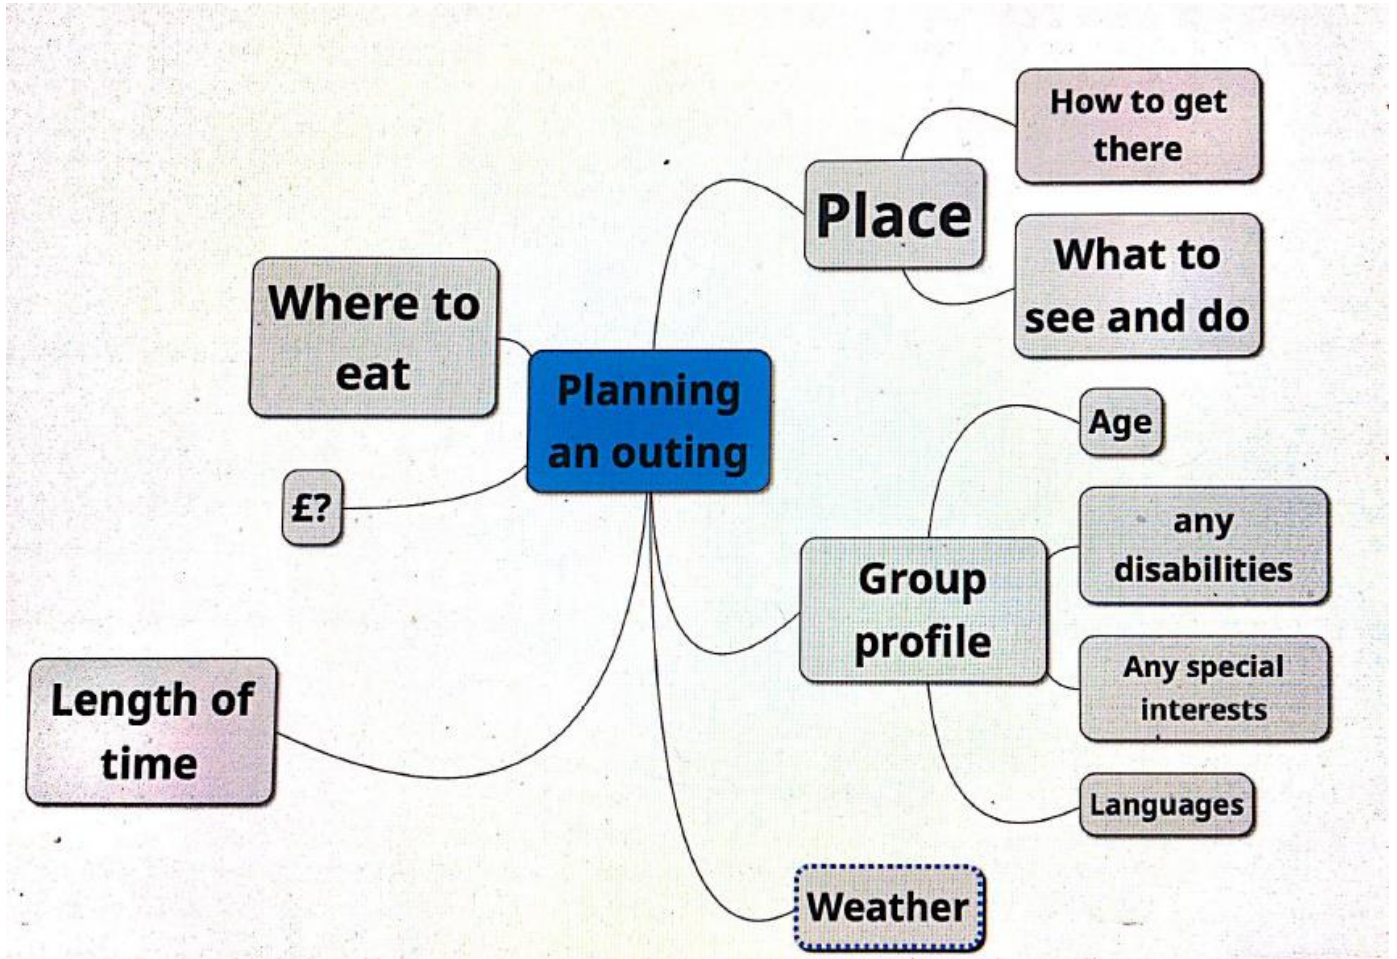 Planning
an outing
Place
How to get
there
What to
see and do
Group
profile
Age
any
disabilities
Any special
interests
Languages
Weather
Length of
time
£?
Where to
eat